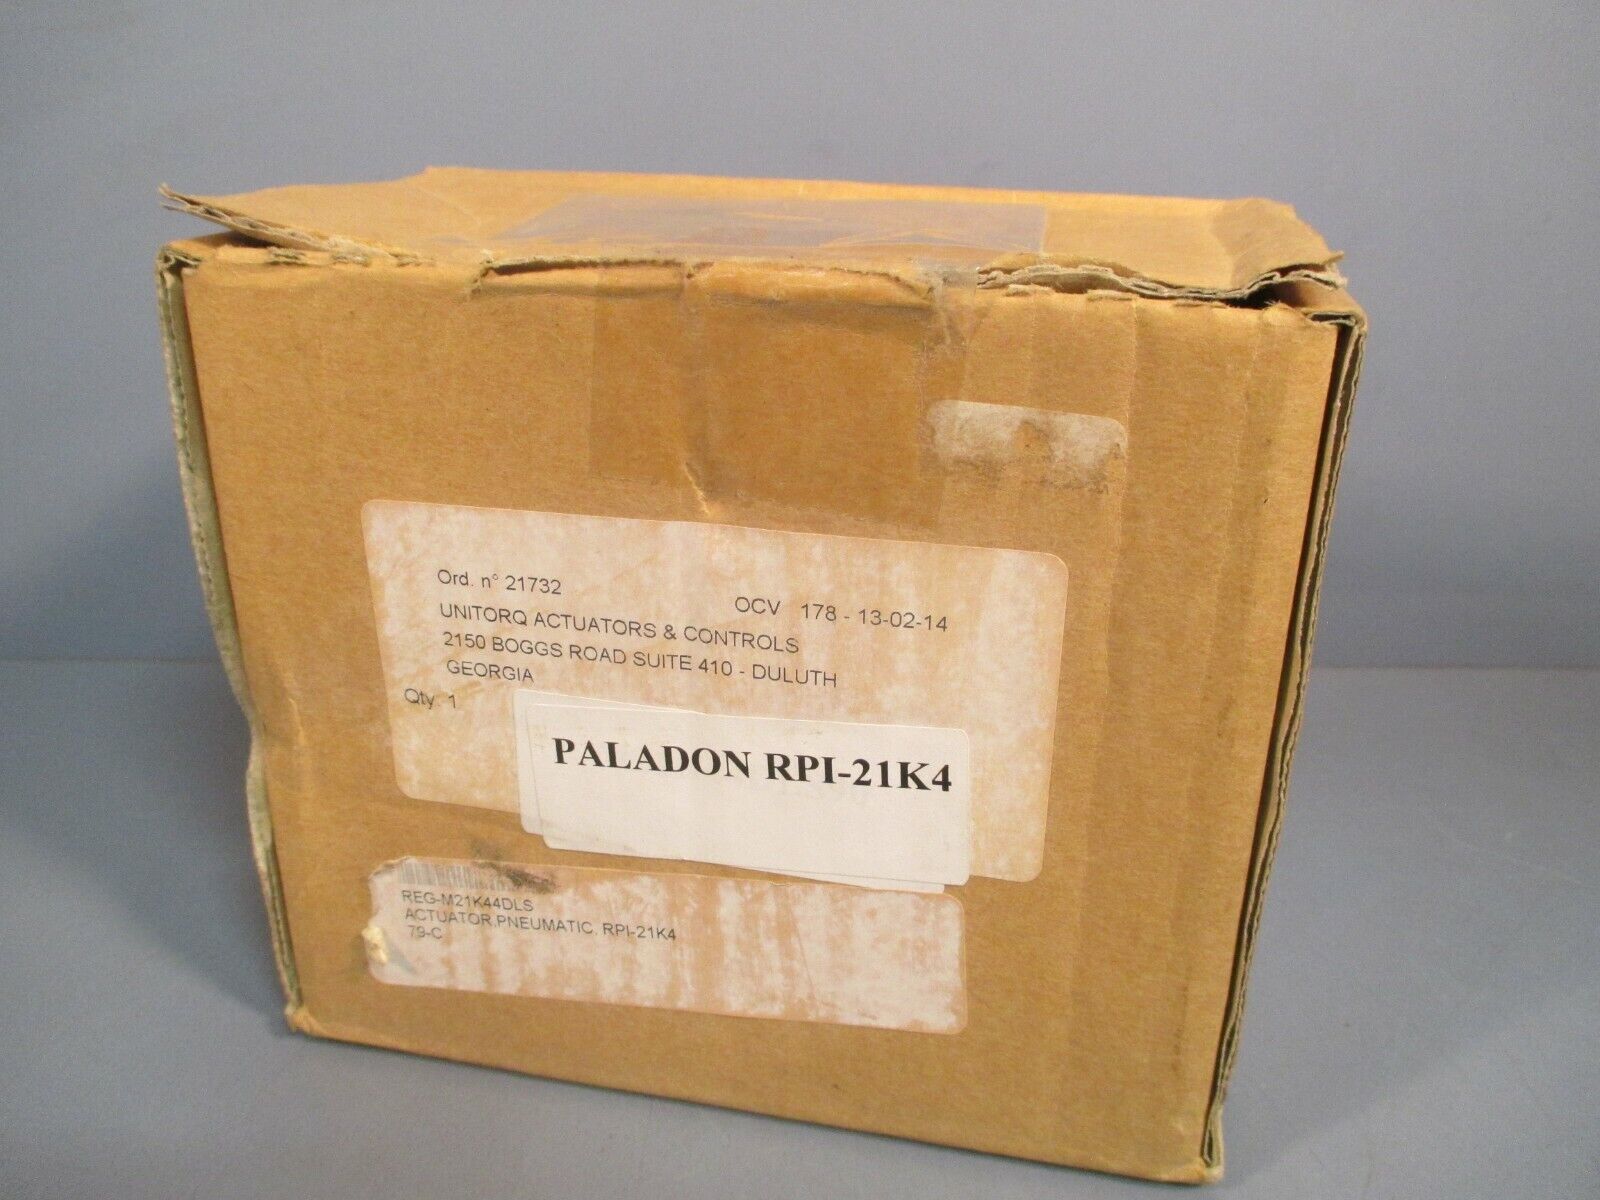 Ord. n° 21732
OCV 178 - 13-02-14
UNITORQ ACTUATORS & CONTROLS
2150 BOGGS ROAD SUITE 410 - DULUTH
GEORGIA
Qty. 1
PALADON RPI-21K4
REG-M21K44DLS
ACTUATOR,PNEUMATIC, RPI-21K4
79-C